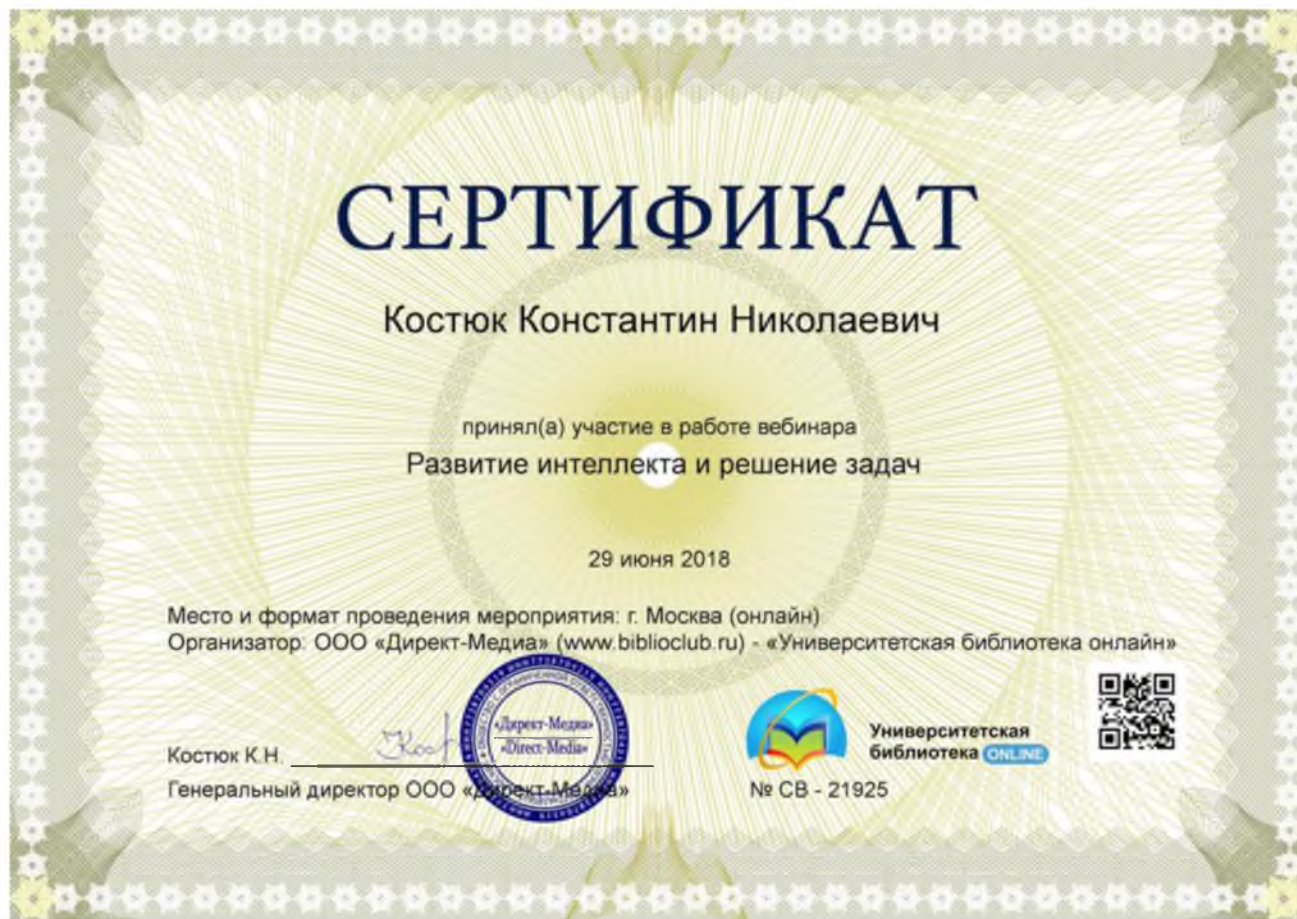 СЕРТИФИКАТ
Костюк Константин Николаевич
принял(а) участие в работе вебинара
Развитие интеллекта и решение задач
29 июня 2018
Место и формат проведения мероприятия: г. Москва (онлайн)
Организатор: ООО «Директ-Медиа» (www.biblioclub.ru) - «Университетская библиотека онлайн»
«Директ-Медиа»
«Direct-Media»
Университетская
библиотека ONLINE
Костюк К.Н.
Генеральный директор ООО «Директ-Медиа»
№ СВ - 21925